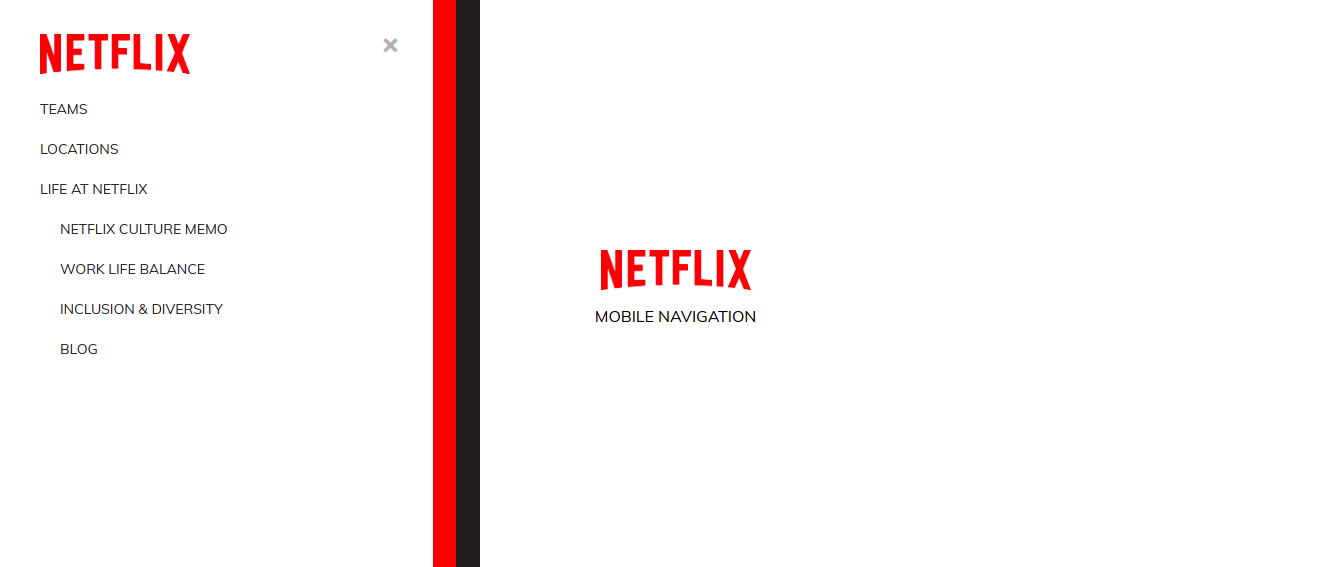 NETFLIX
TEAMS
LOCATIONS
LIFE AT NETFLIX
NETFLIX CULTURE MEMO
WORK LIFE BALANCE
INCLUSION & DIVERSITY
BLOG
NETFLIX
MOBILE NAVIGATION